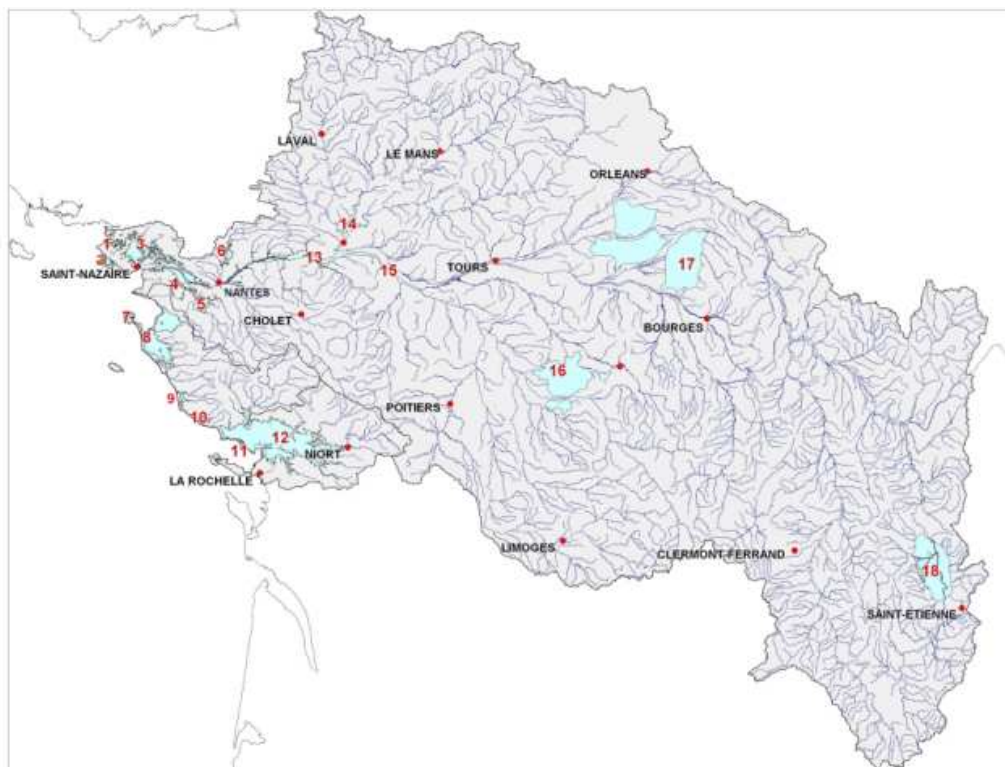 LAVAL
LE MANS
ORLEANS
14
1
3
6
13
2
SAINT-NAZAIRE
15
TOURS
17
4
NANTES
5
7
CHOLET
BOURGES
8
16
9
POITIERS
10
12
11
NIORT
LA ROCHELLE
LIMOGES
CLERMONT-FERRAND
18
SAINT-ETIENNE